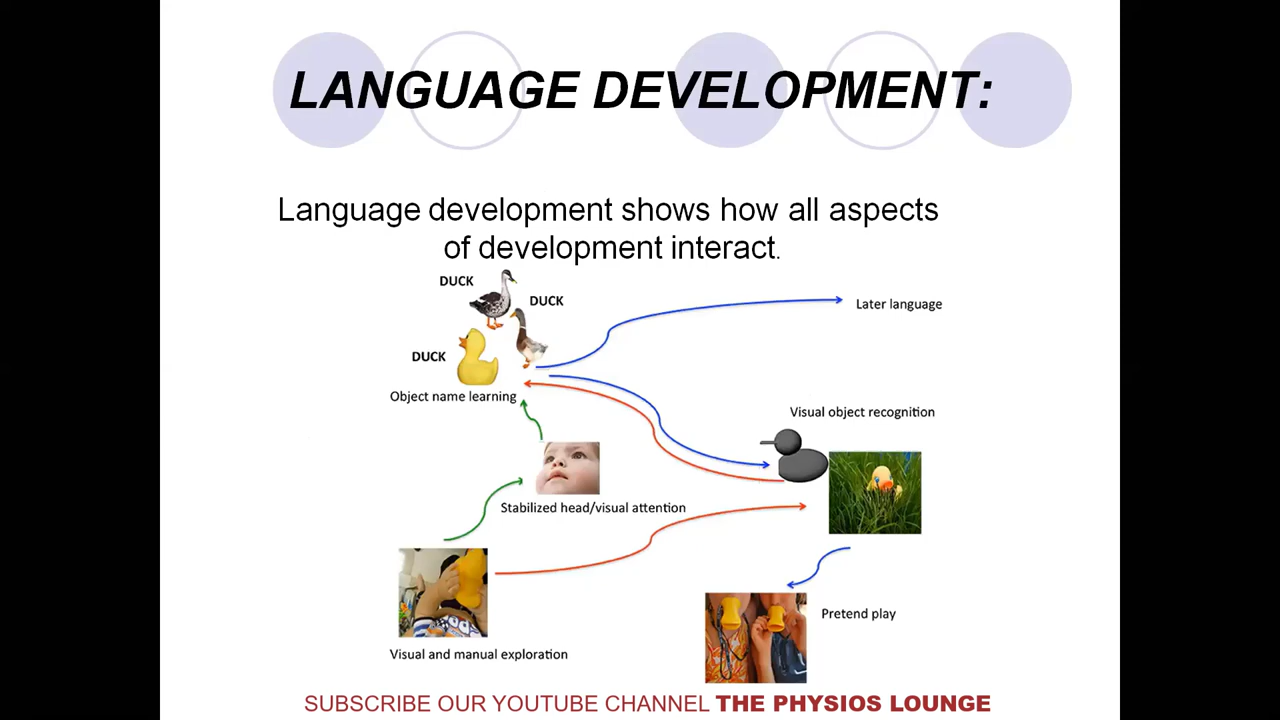 LANGUAGE DEVELOPMENT:
Language development shows how all aspects
of development interact.
DUCK
DUCK
DUCK
Object name learning
Later language
Visual object recognition
Stabilized head/visual attention
Pretend play
Visual and manual exploration
SUBSCRIBE OUR YOUTUBE CHANNEL THE PHYSIOS LOUNGE